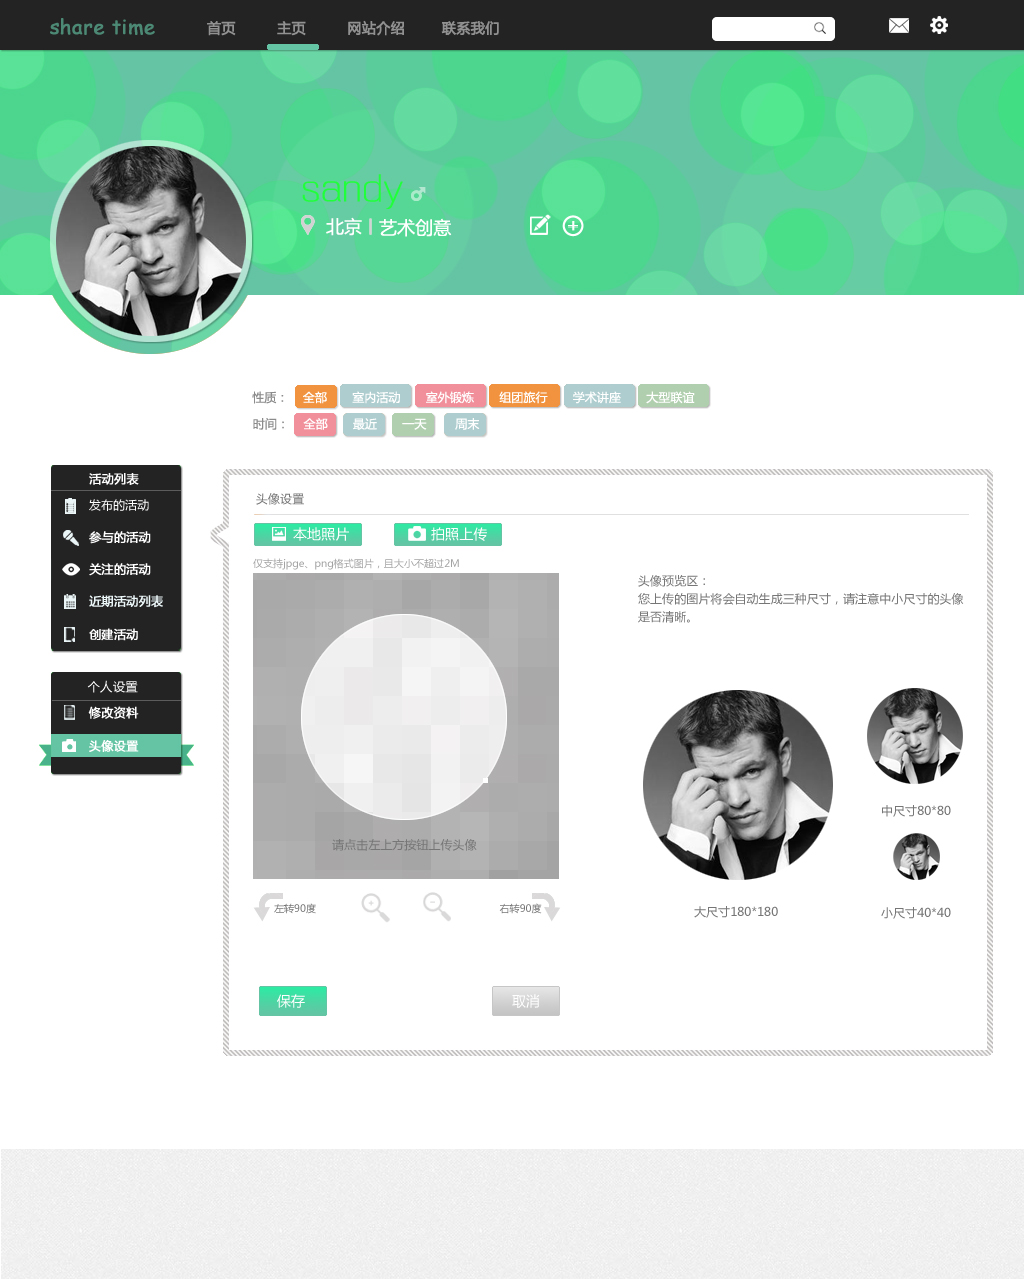 share time 首页 主页 网站介绍 联系我们
sandy
北京 | 艺术创意
性质： 全部 室内活动 室外锻炼 组团旅行 学术讲座 大型联谊
时间： 全部 最近 一天 周末
活动列表
发布的活动
参与的活动
关注的活动
近期活动列表
创建活动
个人设置
修改资料
头像设置
头像设置
本地照片 拍照上传
仅支持jpge、png格式图片，且大小不超过2M
请点击左上方按钮上传头像
左转90度 右转90度
保存 取消
头像预览区：
您上传的图片将会自动生成三种尺寸，请注意中小尺寸的头像
是否清晰。
中尺寸80*80
大尺寸180*180
小尺寸40*40